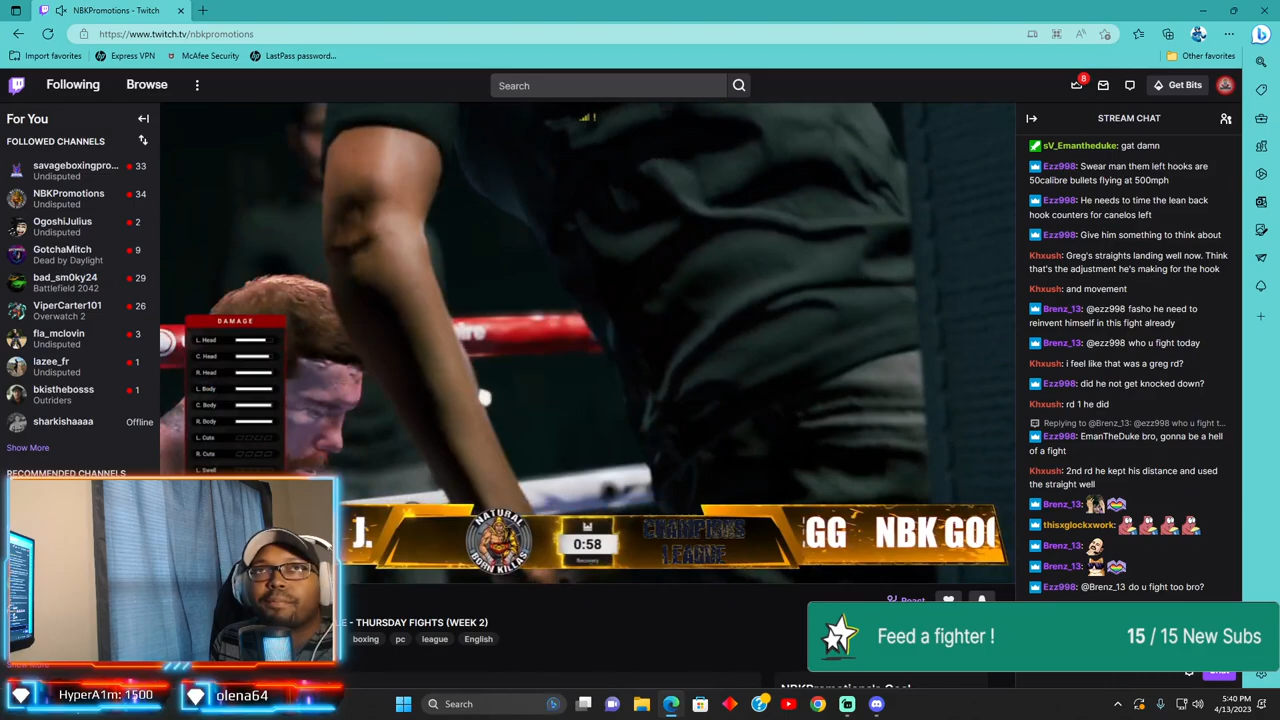 NBKPromotions - Twitch
https://www.twitch.tv/nbkpromotions
Import favorites
Express VPN
McAfee Security
LastPass password...
Other favorites
Following
Browse
Search
8
Get Bits
For You
FOLLOWED CHANNELS
savageboxingpro...
33
Undisputed
NBKPromotions
34
Undisputed
OgoshiJulius
2
Undisputed
GotchaMitch
9
Dead by Daylight
bad_sm0ky24
29
Battlefield 2042
ViperCarter101
26
Overwatch 2
fla_mclovin
3
Undisputed
lazee_fr
1
Undisputed
bkisthebosss
1
Outriders
sharkishaaaa
Offline
Show More
RECOMMENDED CHANNELS
DAMAGE
L. Head
C. Head
R. Head
L. Body
C. Body
R. Body
L. Cuts
R. Cuts
L. Swell
J.
NATURAL
BORN KILLAS
0:58
Recovery
CHAMPIONS
LEAGUE
GG
NBK GO
React
UE - THURSDAY FIGHTS (WEEK 2)
boxing
pc
league
English
STREAM CHAT
sV_Emantheduke: gat damn
Ezz998: Swear man them left hooks are
50calibre bullets flying at 500mph
Ezz998: He needs to time the lean back
hook counters for canelos left
Ezz998: Give him something to think about
Khxush: Greg's straights landing well now. Think
that's the adjustment he's making for the hook
Khxush: and movement
Brenz_13: @ezz998 fasho he need to
reinvent himself in this fight already
Brenz_13: @ezz998 who u fight today
Khxush: i feel like that was a greg rd?
Ezz998: did he not get knocked down?
Khxush: rd 1 he did
Replying to @Brenz_13: @ezz998 who u fight t...
Ezz998: EmanTheDuke bro, gonna be a hell
of a fight
Khxush: 2nd rd he kept his distance and used
the straight well
Brenz_13:
thisxglockxwork:
Brenz_13:
Brenz_13:
Ezz998: @Brenz_13 do u fight too bro?
Feed a fighter !
15 / 15 New Subs
Show More
NBKPromotions's Goal
Chat
HyperA1m: 1500
olena64
Search
5:40 PM
4/13/2023